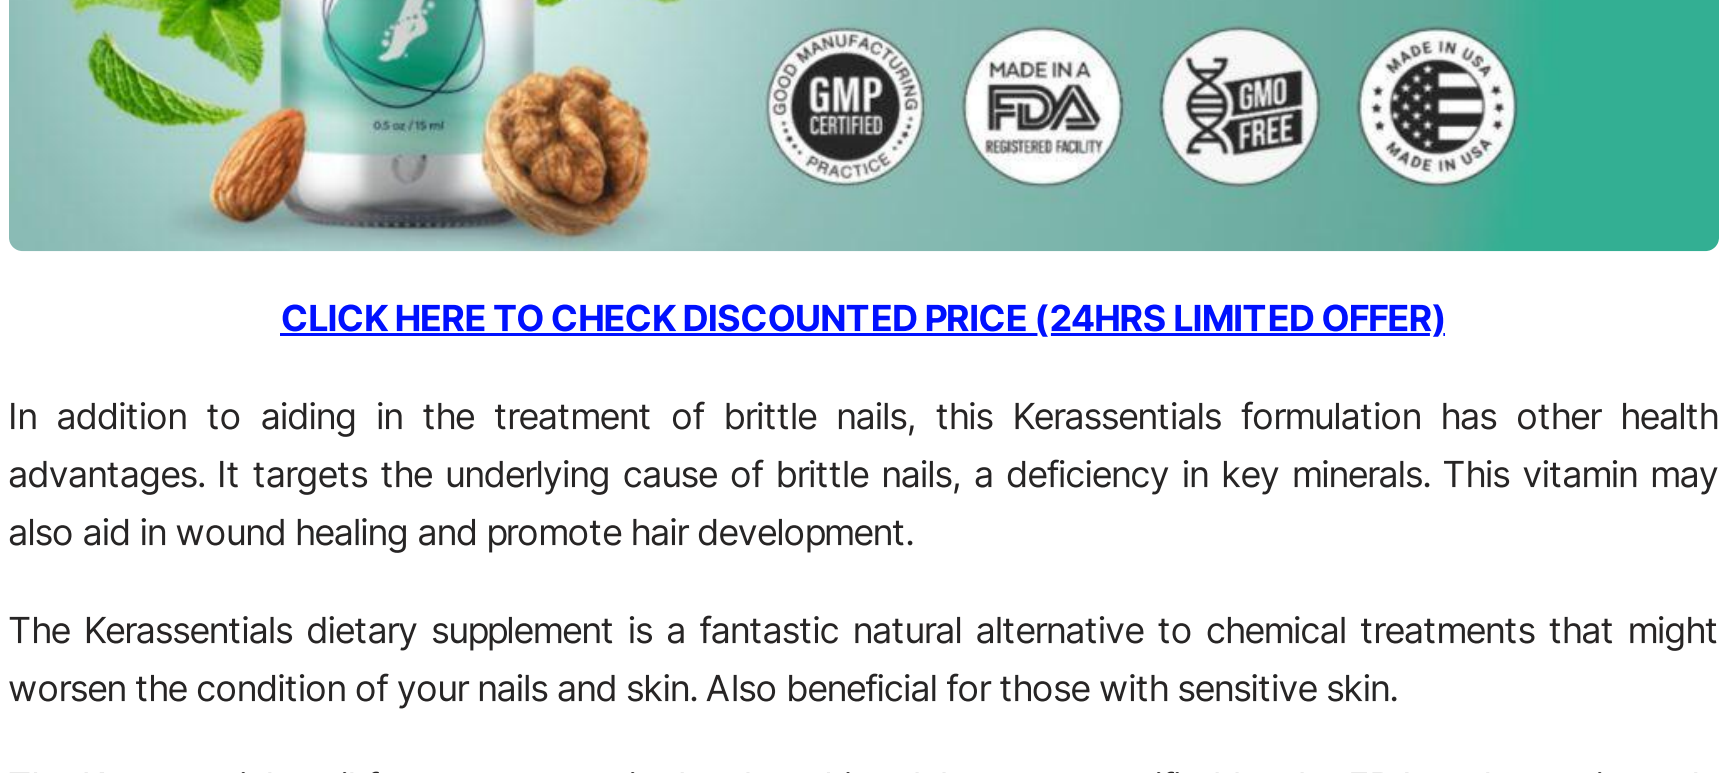 GOOD MANUFACTURING
GMP
CERTIFIED
PRACTICE
MADE IN A
FDA
REGISTERED FACILITY
GMO
FREE
MADE IN USA
MADE IN USA
0.5 oz / 15 ml
CLICK HERE TO CHECK DISCOUNTED PRICE (24HRS LIMITED OFFER)
In addition to aiding in the treatment of brittle nails, this Kerassentials formulation has other health
advantages. It targets the underlying cause of brittle nails, a deficiency in key minerals. This vitamin may
also aid in wound healing and promote hair development.
The Kerassentials dietary supplement is a fantastic natural alternative to chemical treatments that might
worsen the condition of your nails and skin. Also beneficial for those with sensitive skin.